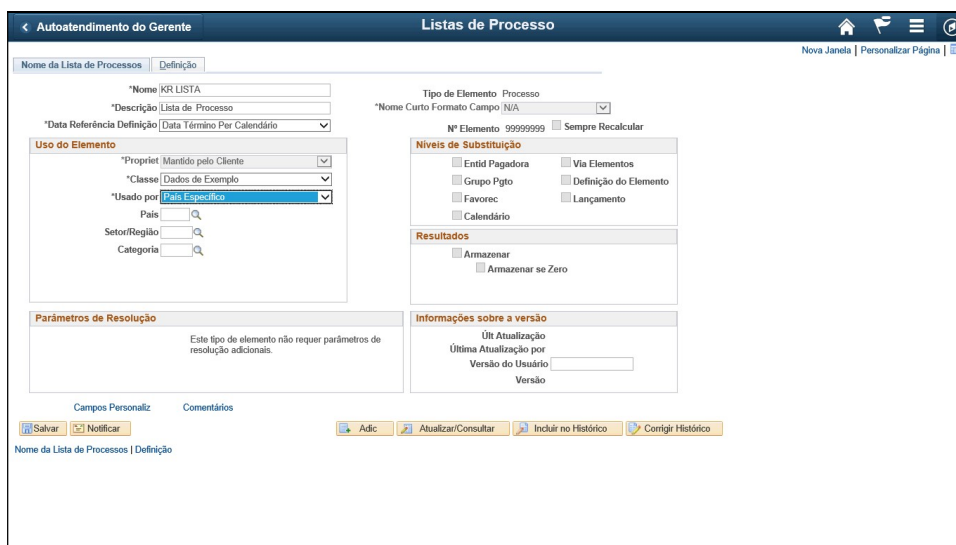 Autoatendimento do Gerente
Listas de Processo
Nova Janela | Personalizar Página |
Nome da Lista de Processos
Definição
*Nome KR LISTA
*Descrição Lista de Processo
*Data Referência Definição Data Término Per Calendário
Tipo de Elemento Processo
*Nome Curto Formato Campo N/A
Nº Elemento 99999999 Sempre Recalcular
Uso do Elemento
*Propriet Mantido pelo Cliente
*Classe Dados de Exemplo
*Usado por País Específico
País
Setor/Região
Categoria
Níveis de Substituição
Entid Pagadora Via Elementos
Grupo Pgto Definição do Elemento
Favorec Lançamento
Calendário
Resultados
Armazenar
Armazenar se Zero
Parâmetros de Resolução
Este tipo de elemento não requer parâmetros de
resolução adicionais.
Informações sobre a versão
Últ Atualização
Última Atualização por
Versão do Usuário
Versão
Campos Personaliz Comentários
Salvar Notificar Adic Atualizar/Consultar Incluir no Histórico Corrigir Histórico
Nome da Lista de Processos | Definição